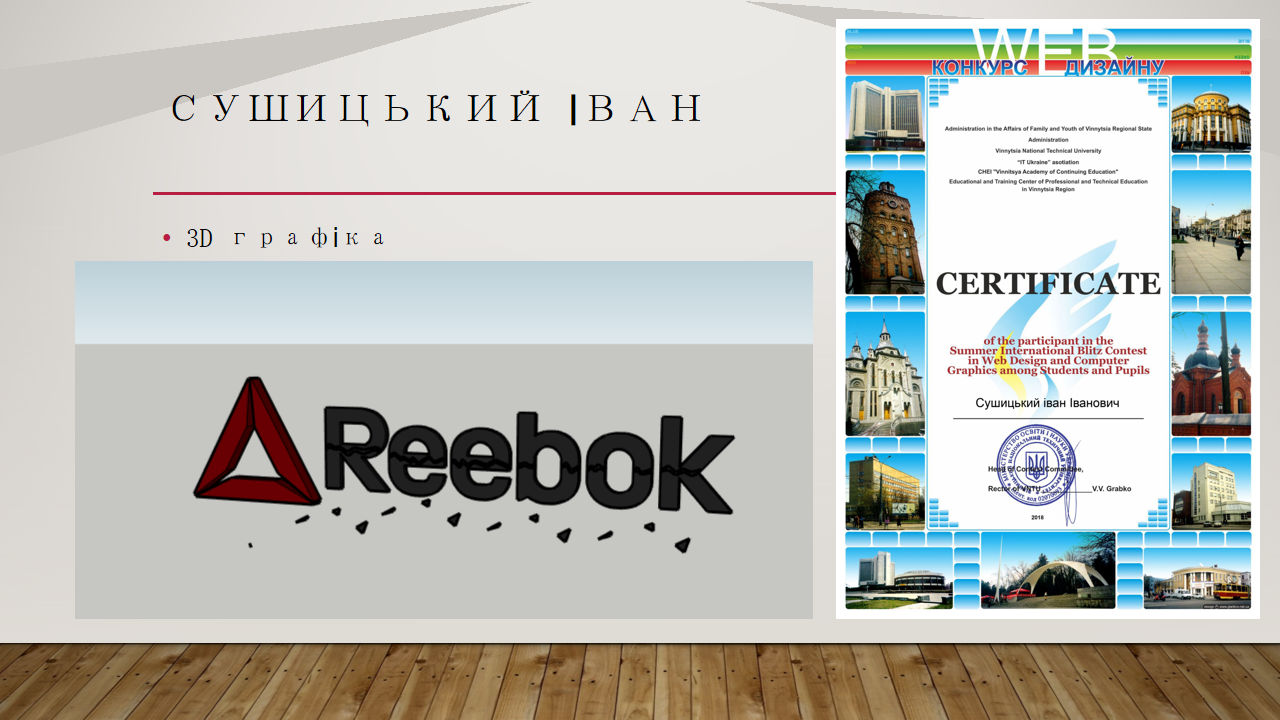 СУШИЦЬКИЙ ІВАН
3D графіка
Reebok
WEB
КОНКУРС ДИЗАЙНУ
Administration in the Affairs of Family and Youth of Vinnytsia Regional State
Administration
Vinnytsia National Technical University
"IT Ukraine" asotiation
CHEI "Vinnitsya Academy of Continuing Education"
Educational and Training Center of Professional and Technical Education
in Vinnytsia Region
CERTIFICATE
of the participant in the
Summer International Blitz Contest
in Web Design and Computer
Graphics among Students and Pupils
Сушицький іван Іванович
Head of Contest Committee,
Rector of VNTU V.V. Grabko
2018